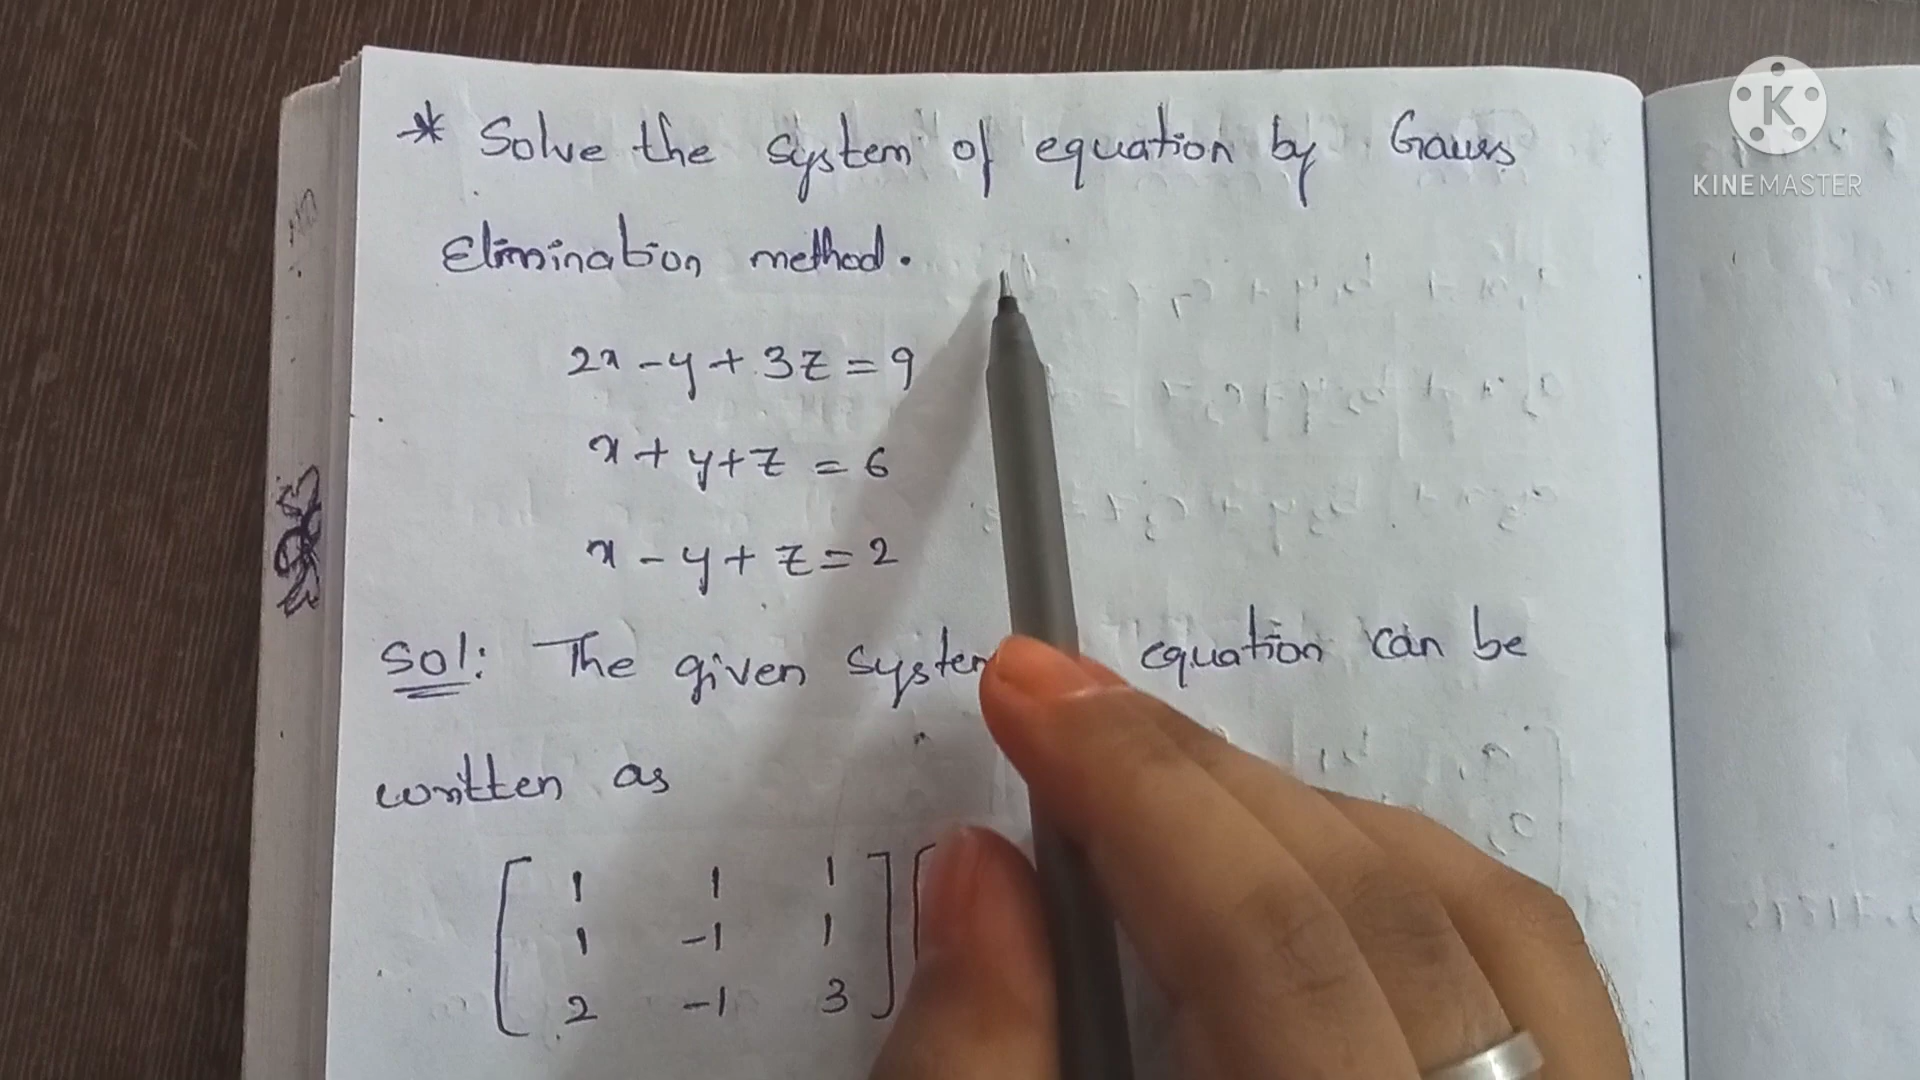 * Solve the system of equation by Gauss
Elimination method.
2x - y + 3z = 9
x + y + z = 6
x - y + z = 2
Sol: The given system equation can be
written as
1 1 1
1 -1 1
2 -1 3
K
KINEMASTER